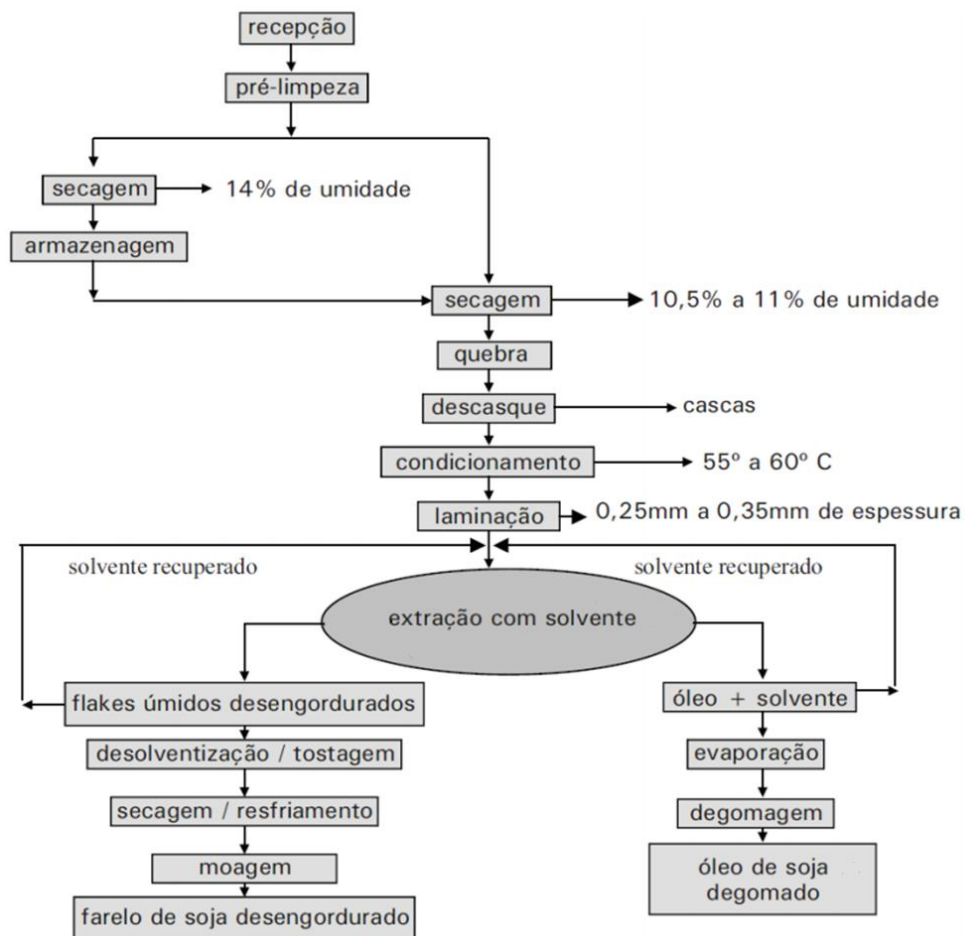 recepção
pré-limpeza
secagem
14% de umidade
armazenagem
secagem
10,5% a 11% de umidade
quebra
descasque
cascas
condicionamento
55º a 60º C
laminação
0,25mm a 0,35mm de espessura
solvente recuperado
solvente recuperado
extração com solvente
flakes úmidos desengordurados
óleo + solvente
desolventização / tostagem
evaporação
secagem / resfriamento
degomagem
moagem
óleo de soja
degomado
farelo de soja desengordurado